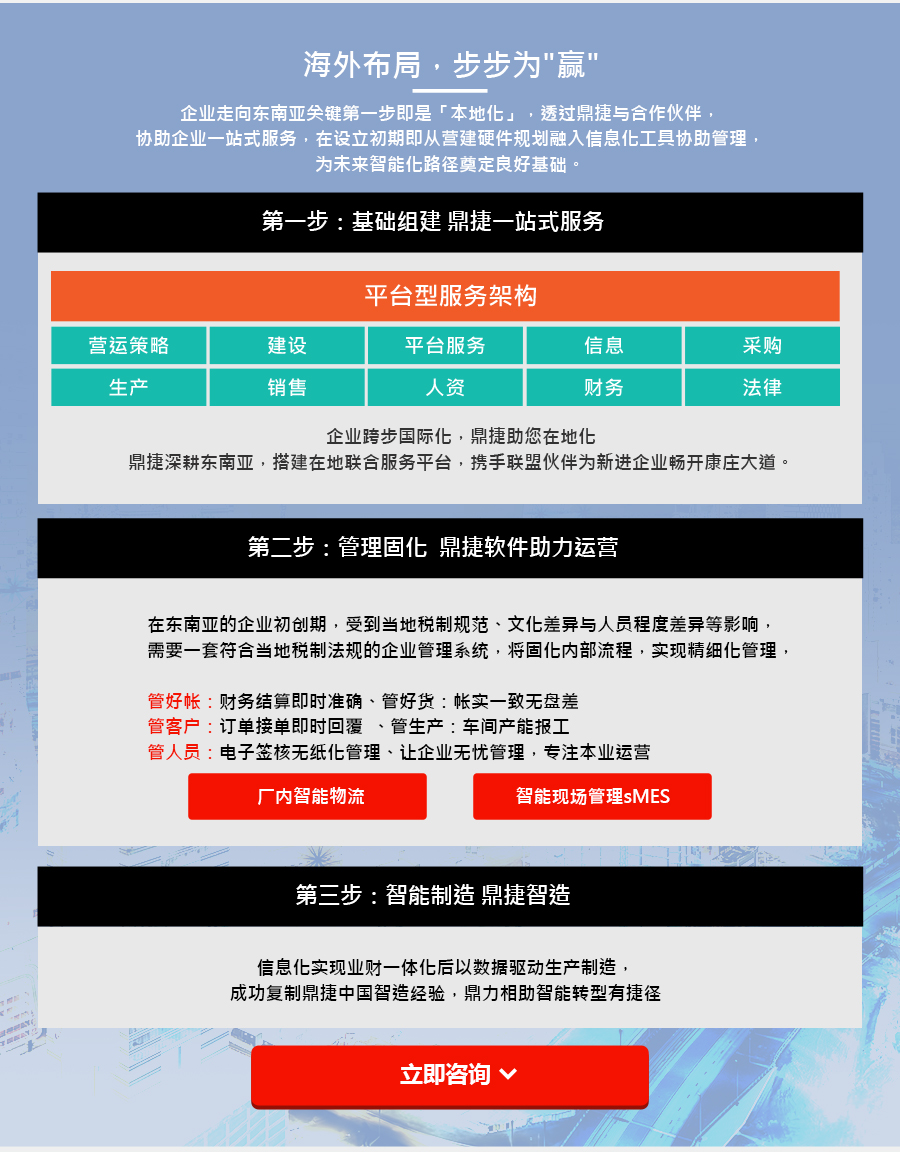 海外布局，步步为"赢"
企业走向东南亚关键第一步即是「本地化」，透过鼎捷与合作伙伴，
协助企业一站式服务，在设立初期即从营建硬件规划融入信息化工具协助管理，
为未来智能化路径奠定良好基础。
第一步：基础组建 鼎捷一站式服务
平台型服务架构
营运策略 建设 平台服务 信息 采购
生产 销售 人资 财务 法律
企业跨步国际化，鼎捷助您在地化
鼎捷深耕东南亚，搭建在地联合服务平台，携手联盟伙伴为新进企业畅开康庄大道。
第二步：管理固化 鼎捷软件助力运营
在东南亚的企业初创期，受到当地税制规范、文化差异与人员程度差异等影响，
需要一套符合当地税制法规的企业管理系统，将固化内部流程，实现精细化管理，
管好帐：财务结算即时准确、管好货：帐实一致无盘差
管客户：订单接单即时回覆 、管生产：车间产能报工
管人员：电子签核无纸化管理、让企业无忧管理，专注本业运营
厂内智能物流 智能现场管理sMES
第三步：智能制造 鼎捷智造
信息化实现业财一体化后以数据驱动生产制造，
成功复制鼎捷中国智造经验，鼎力相助智能转型有捷径
立即咨询